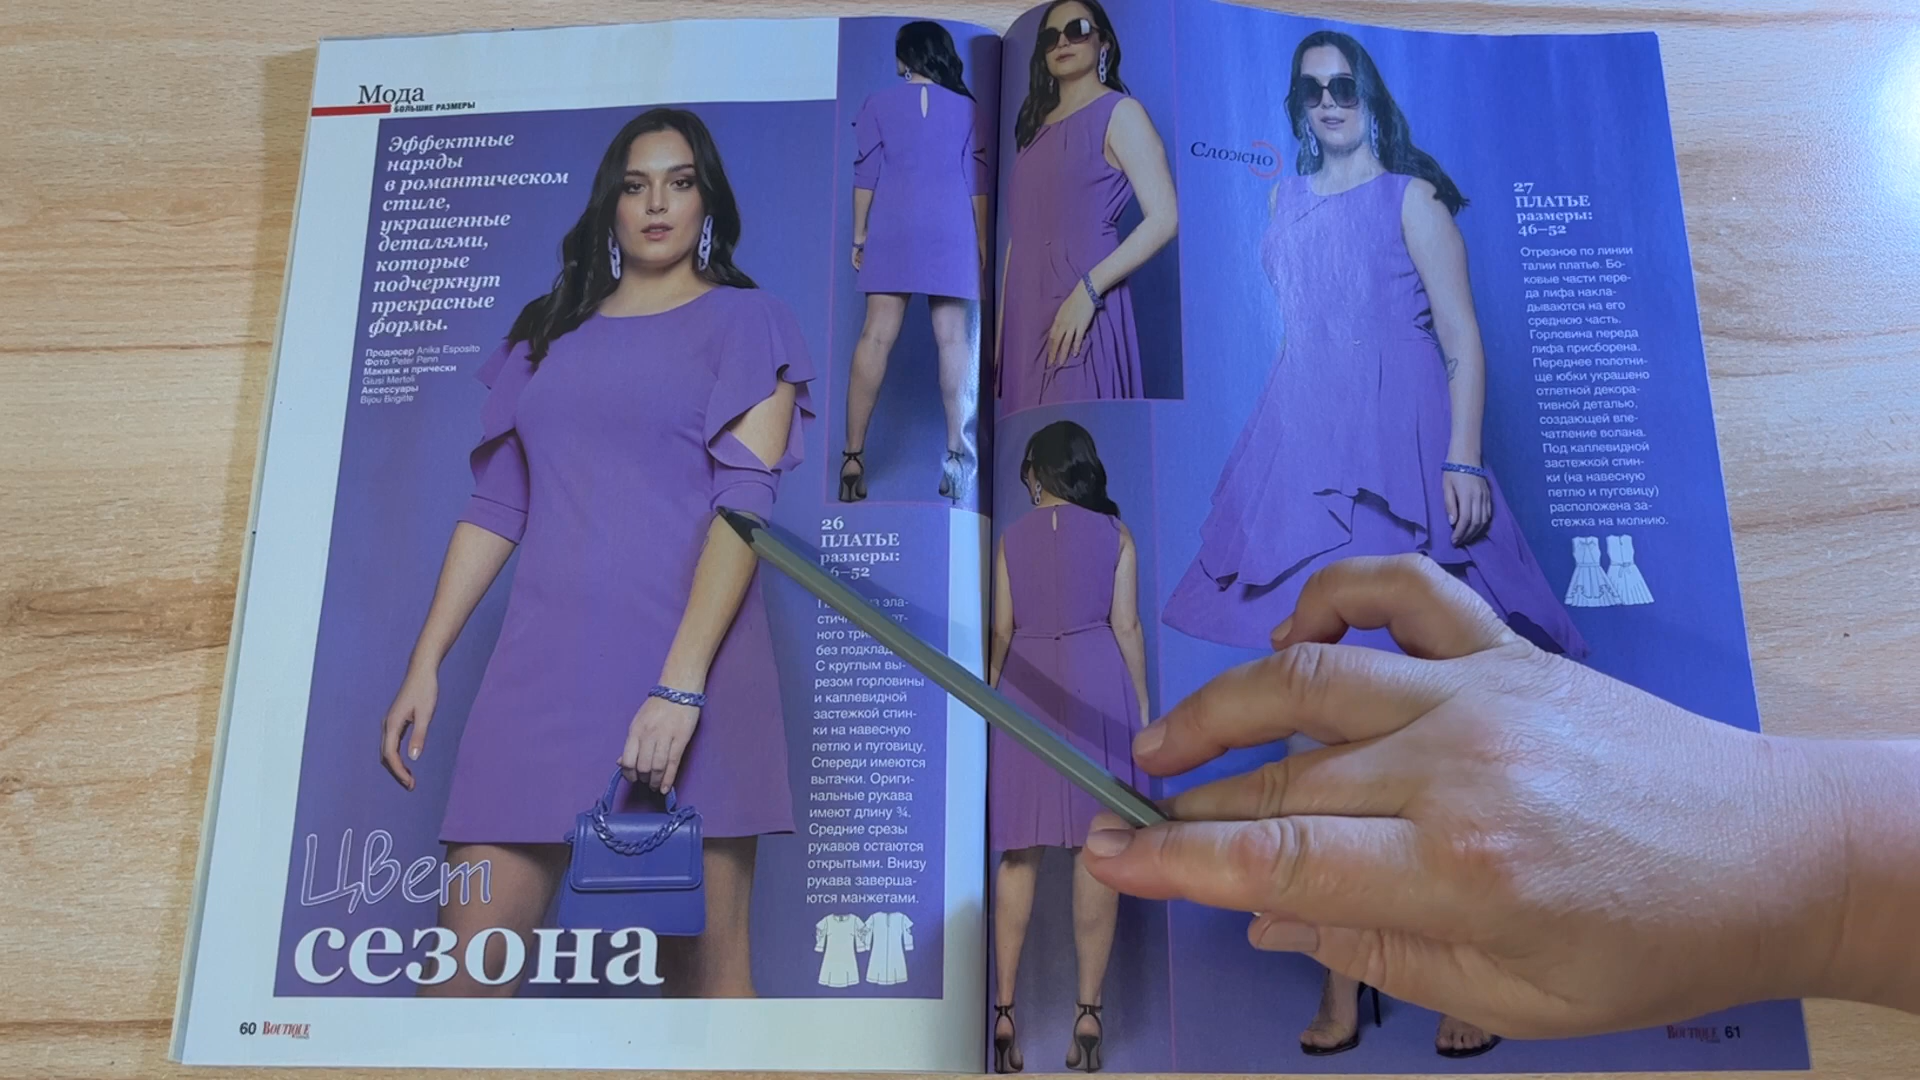 Мода
БОЛЬШИЕ РАЗМЕРЫ
Эффектные
наряды
в романтическом
стиле,
украшенные
деталями,
которые
подчеркнут
прекрасные
формы.
Продюсер Anika Esposito
Фото Peter Penn
Макияж и прически
Giusi Mertoli
Аксессуары
Bijou Brigitte
26
ПЛАТЬЕ
размеры:
6–52
эла-
без подклад
С круглым вы-
резом горловины
и каплевидной
застежкой спин-
ки на навесную
петлю и пуговицу.
Спереди имеются
вытачки. Ориги-
нальные рукава
имеют длину ¾.
Средние срезы
рукавов остаются
открытыми. Внизу
рукава заверша-
ются манжетами.
Цвет
сезона
60 BOUTIQUE
Сложно
27
ПЛАТЬЕ
размеры:
46–52
Отрезное по линии
талии платье. Бо-
ковые части пере-
да лифа накла-
дываются на его
среднюю часть.
Горловина переда
лифа присборена.
Переднее полотни-
ще юбки украшено
отлетной декора-
тивной деталью,
создающей впе-
чатление волана.
Под каплевидной
застежкой спин-
ки (на навесную
петлю и пуговицу)
расположена за-
стежка на молнию.
BOUTIQUE 61